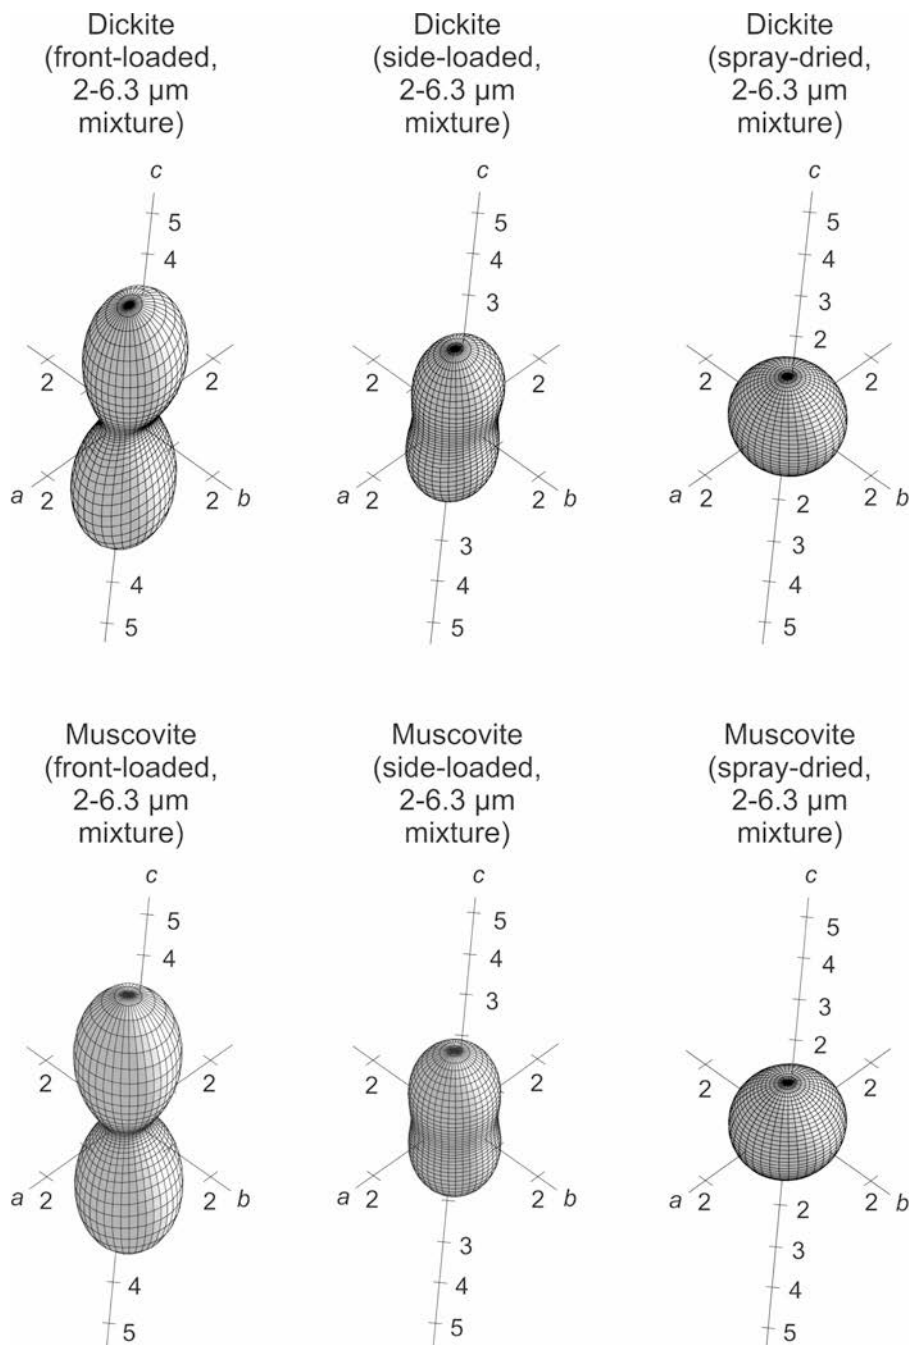 Dickite
(front-loaded,
2-6.3 µm
mixture)
Dickite
(side-loaded,
2-6.3 µm
mixture)
Dickite
(spray-dried,
2-6.3 µm
mixture)
c
5
4
2
2
a
2
2
b
4
5
c
5
4
3
2
2
a
2
2
b
3
4
5
c
5
4
3
2
2
2
a
2
2
2
b
3
4
5
Muscovite
(front-loaded,
2-6.3 µm
mixture)
Muscovite
(side-loaded,
2-6.3 µm
mixture)
Muscovite
(spray-dried,
2-6.3 µm
mixture)
c
5
4
2
2
a
2
2
b
4
5
c
5
4
3
2
2
a
2
2
b
3
4
5
c
5
4
3
2
2
2
a
2
2
2
b
3
4
5